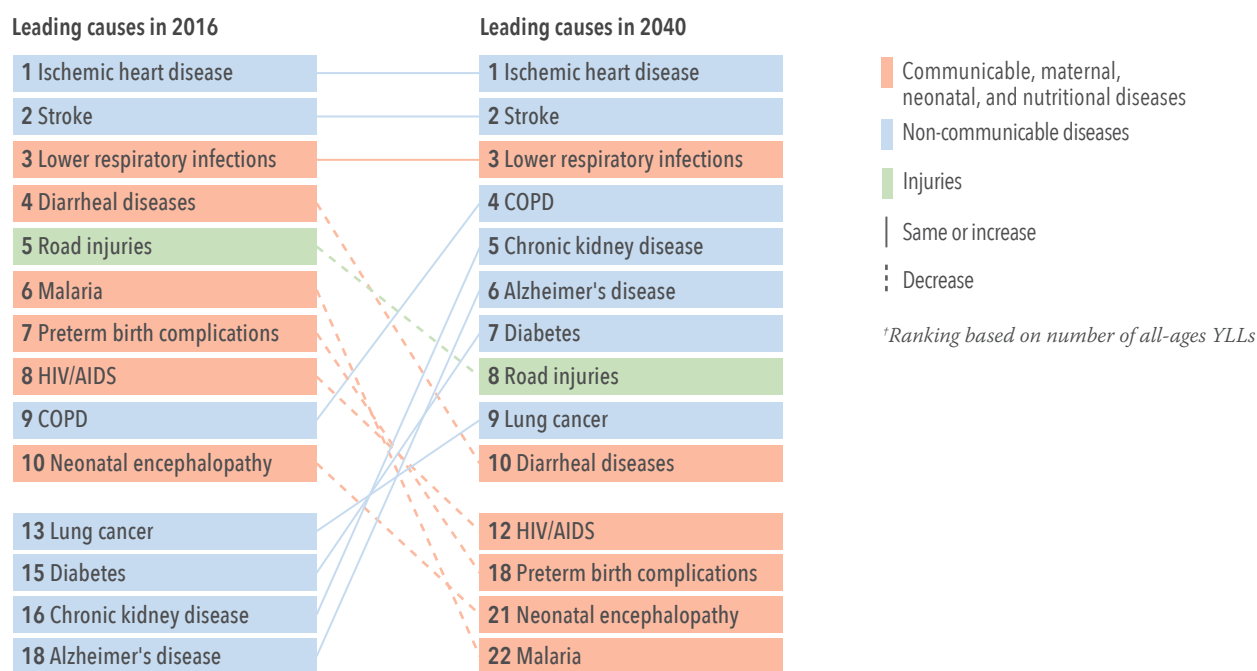 Leading causes in 2016
1 Ischemic heart disease
2 Stroke
3 Lower respiratory infections
4 Diarrheal diseases
5 Road injuries
6 Malaria
7 Preterm birth complications
8 HIV/AIDS
9 COPD
10 Neonatal encephalopathy
13 Lung cancer
15 Diabetes
16 Chronic kidney disease
18 Alzheimer's disease
Leading causes in 2040
1 Ischemic heart disease
2 Stroke
3 Lower respiratory infections
4 COPD
5 Chronic kidney disease
6 Alzheimer's disease
7 Diabetes
8 Road injuries
9 Lung cancer
10 Diarrheal diseases
12 HIV/AIDS
18 Preterm birth complications
21 Neonatal encephalopathy
22 Malaria
Communicable, maternal,
neonatal, and nutritional diseases
Non-communicable diseases
Injuries
Same or increase
Decrease
†Ranking based on number of all-ages YLLs